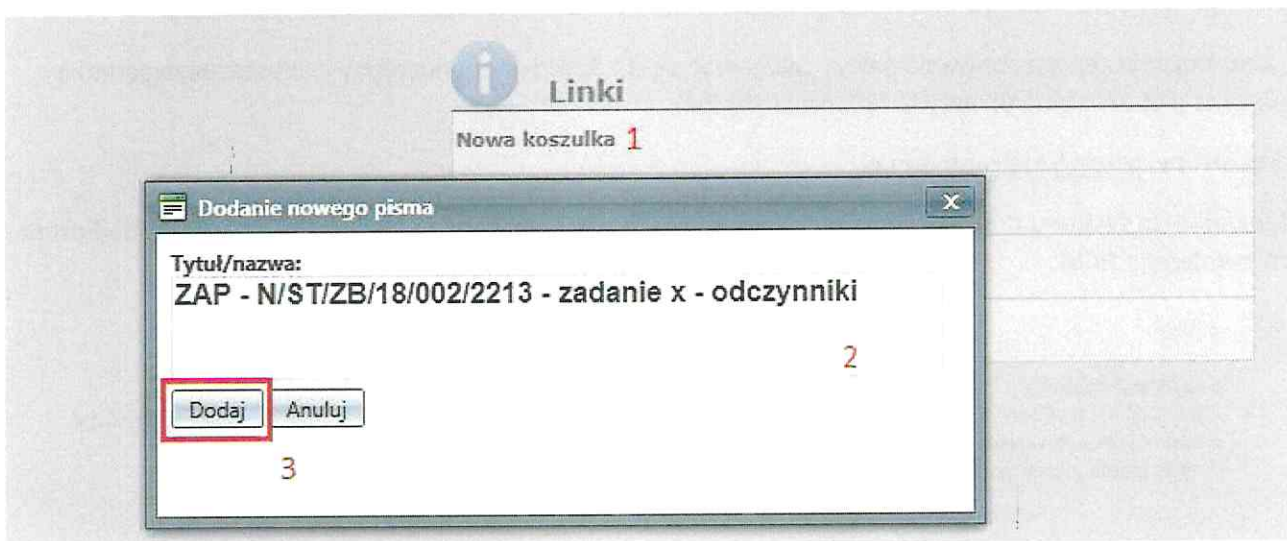 Linki
Nowa koszulka 1
Dodanie nowego pisma
X
Tytuł/nazwa:
ZAP - N/ST/ZB/18/002/2213 - zadanie x - odczynniki
2
Dodaj Anuluj
3